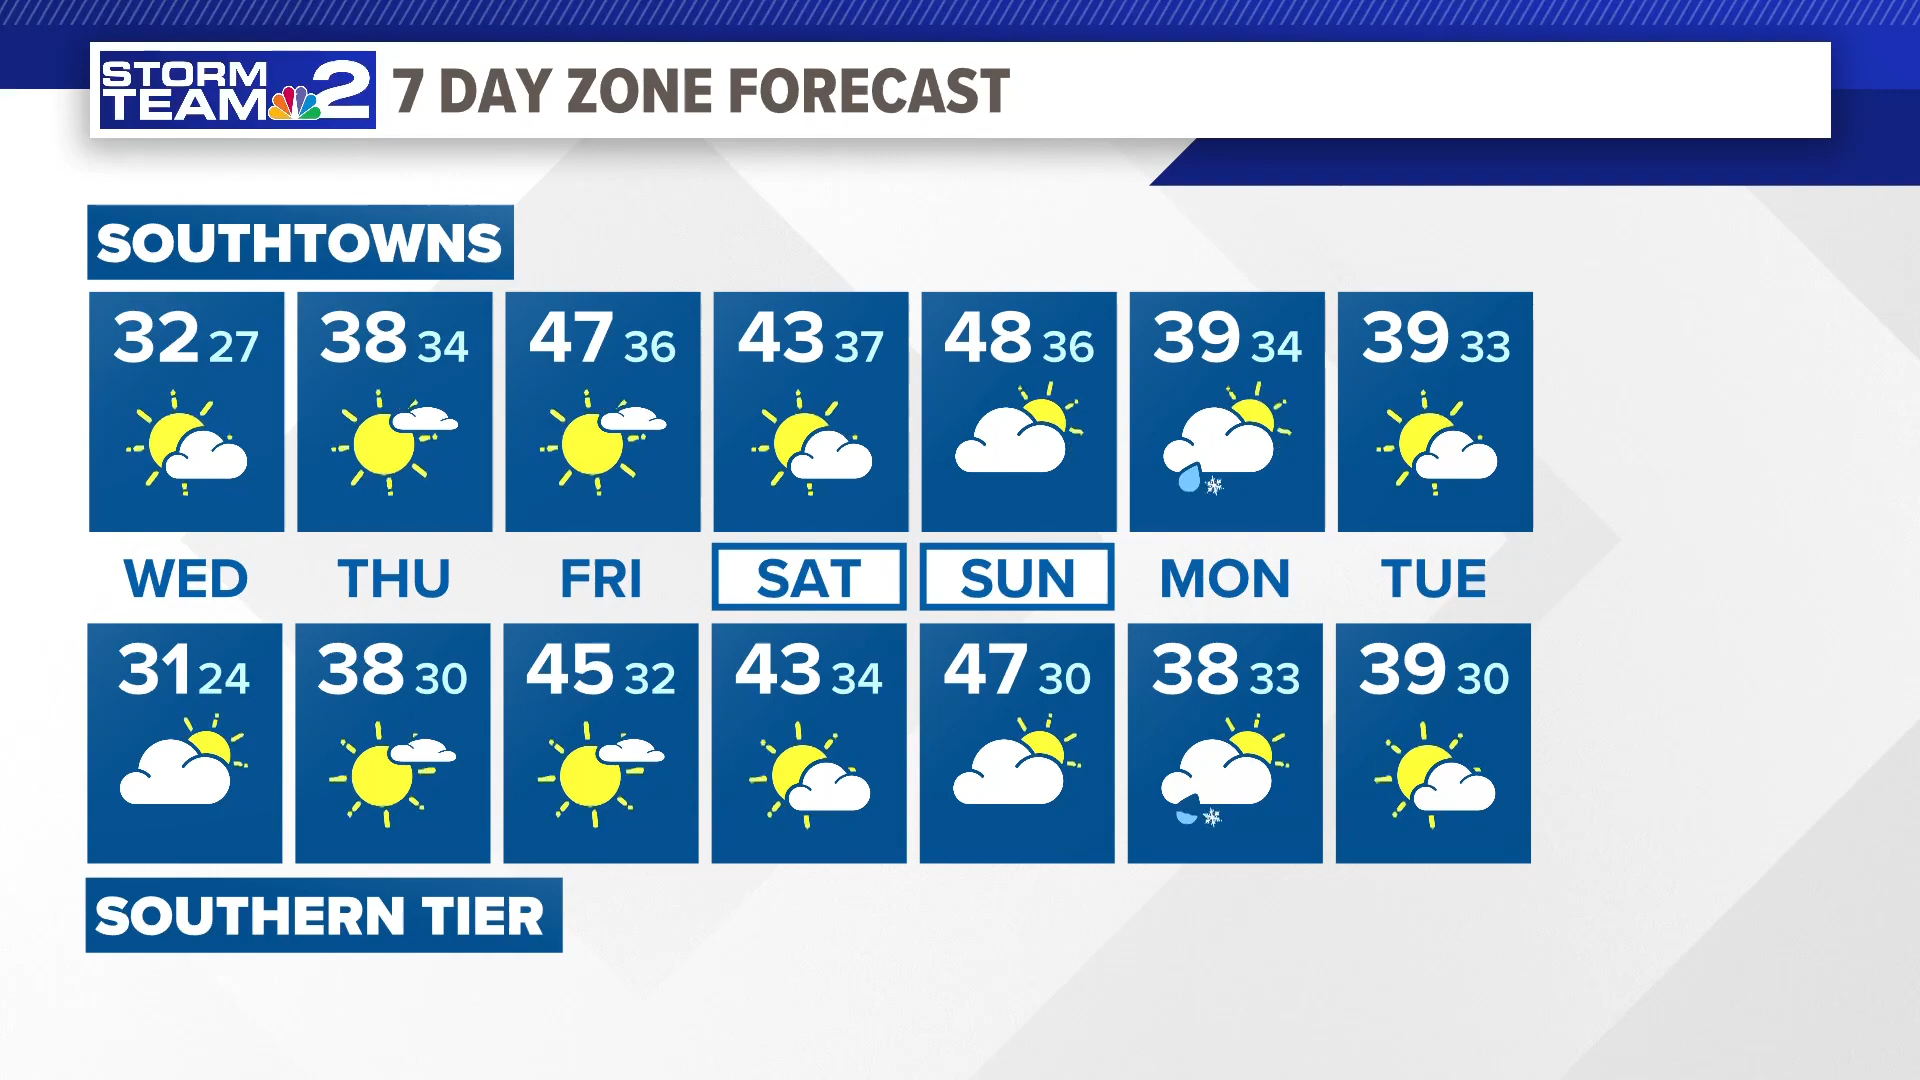 STORM
TEAM 2
7 DAY ZONE FORECAST
SOUTHTOWNS
32 27 38 34 47 36 43 37 48 36 39 34 39 33
WED THU FRI SAT SUN MON TUE
31 24 38 30 45 32 43 34 47 30 38 33 39 30
SOUTHERN TIER